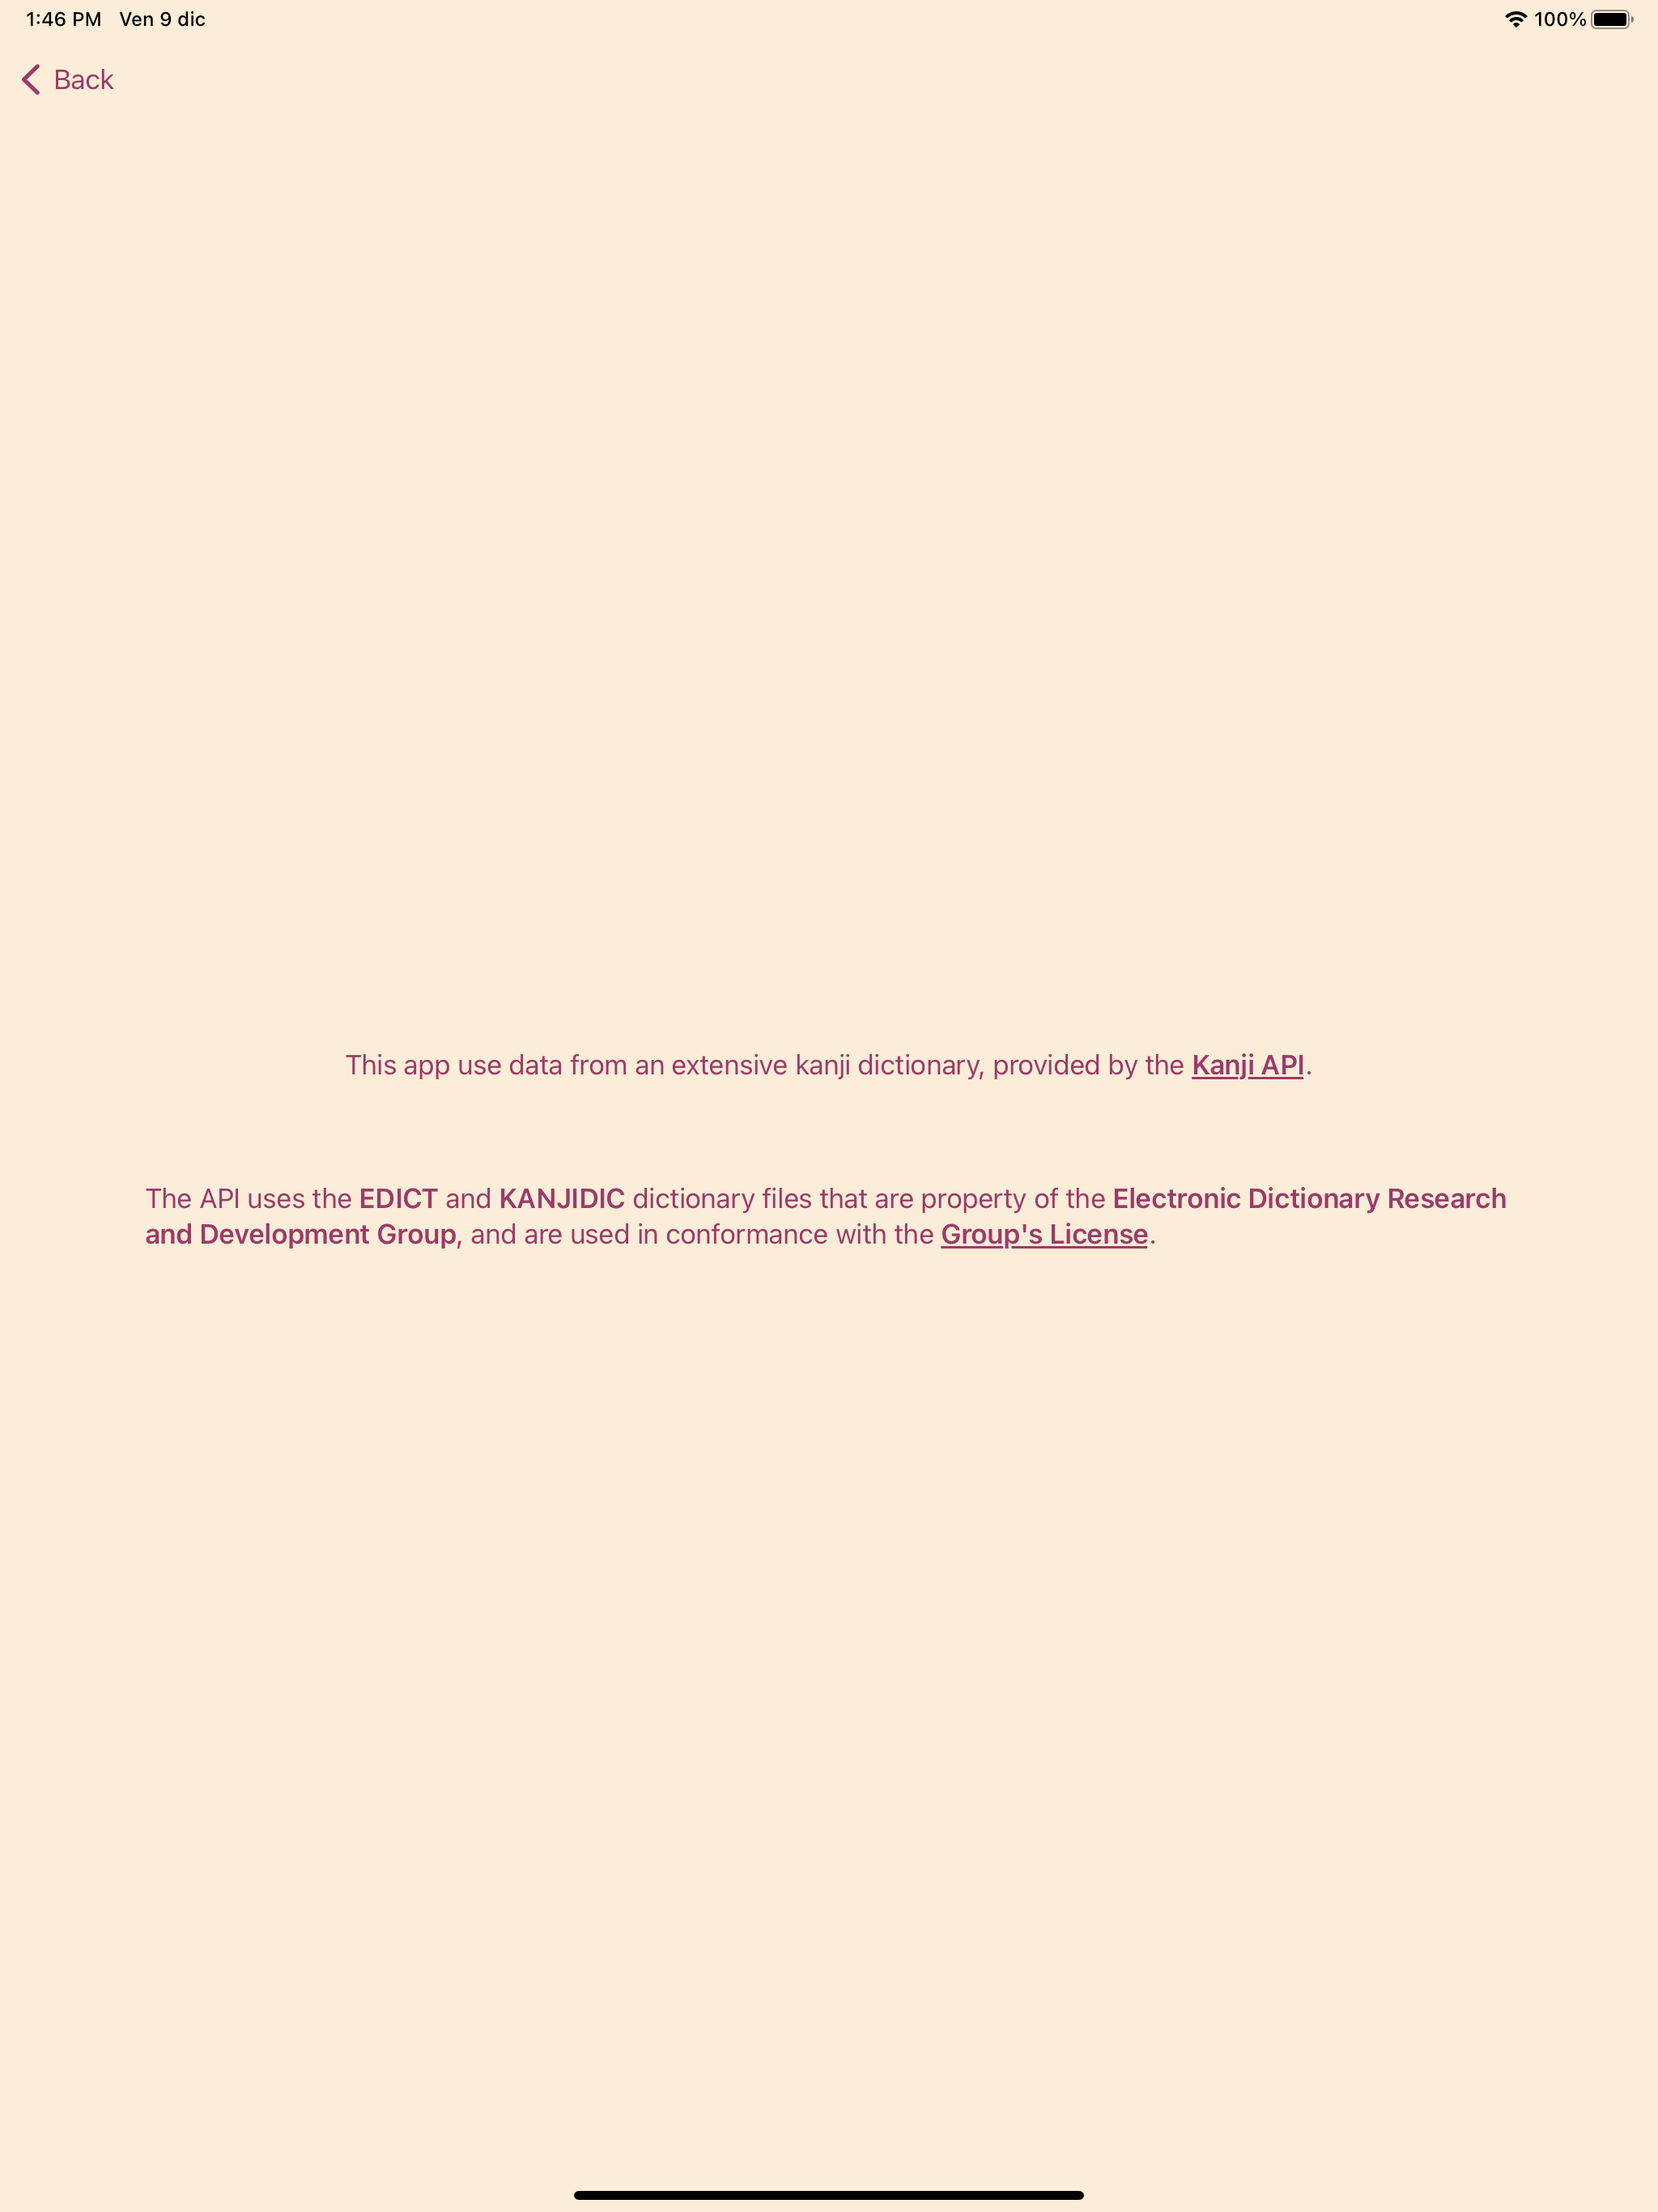 1:46 PM Ven 9 dic 100%
Back
This app use data from an extensive kanji dictionary, provided by the Kanji API.
The API uses the EDICT and KANJIDIC dictionary files that are property of the Electronic Dictionary Research
and Development Group, and are used in conformance with the Group's License.